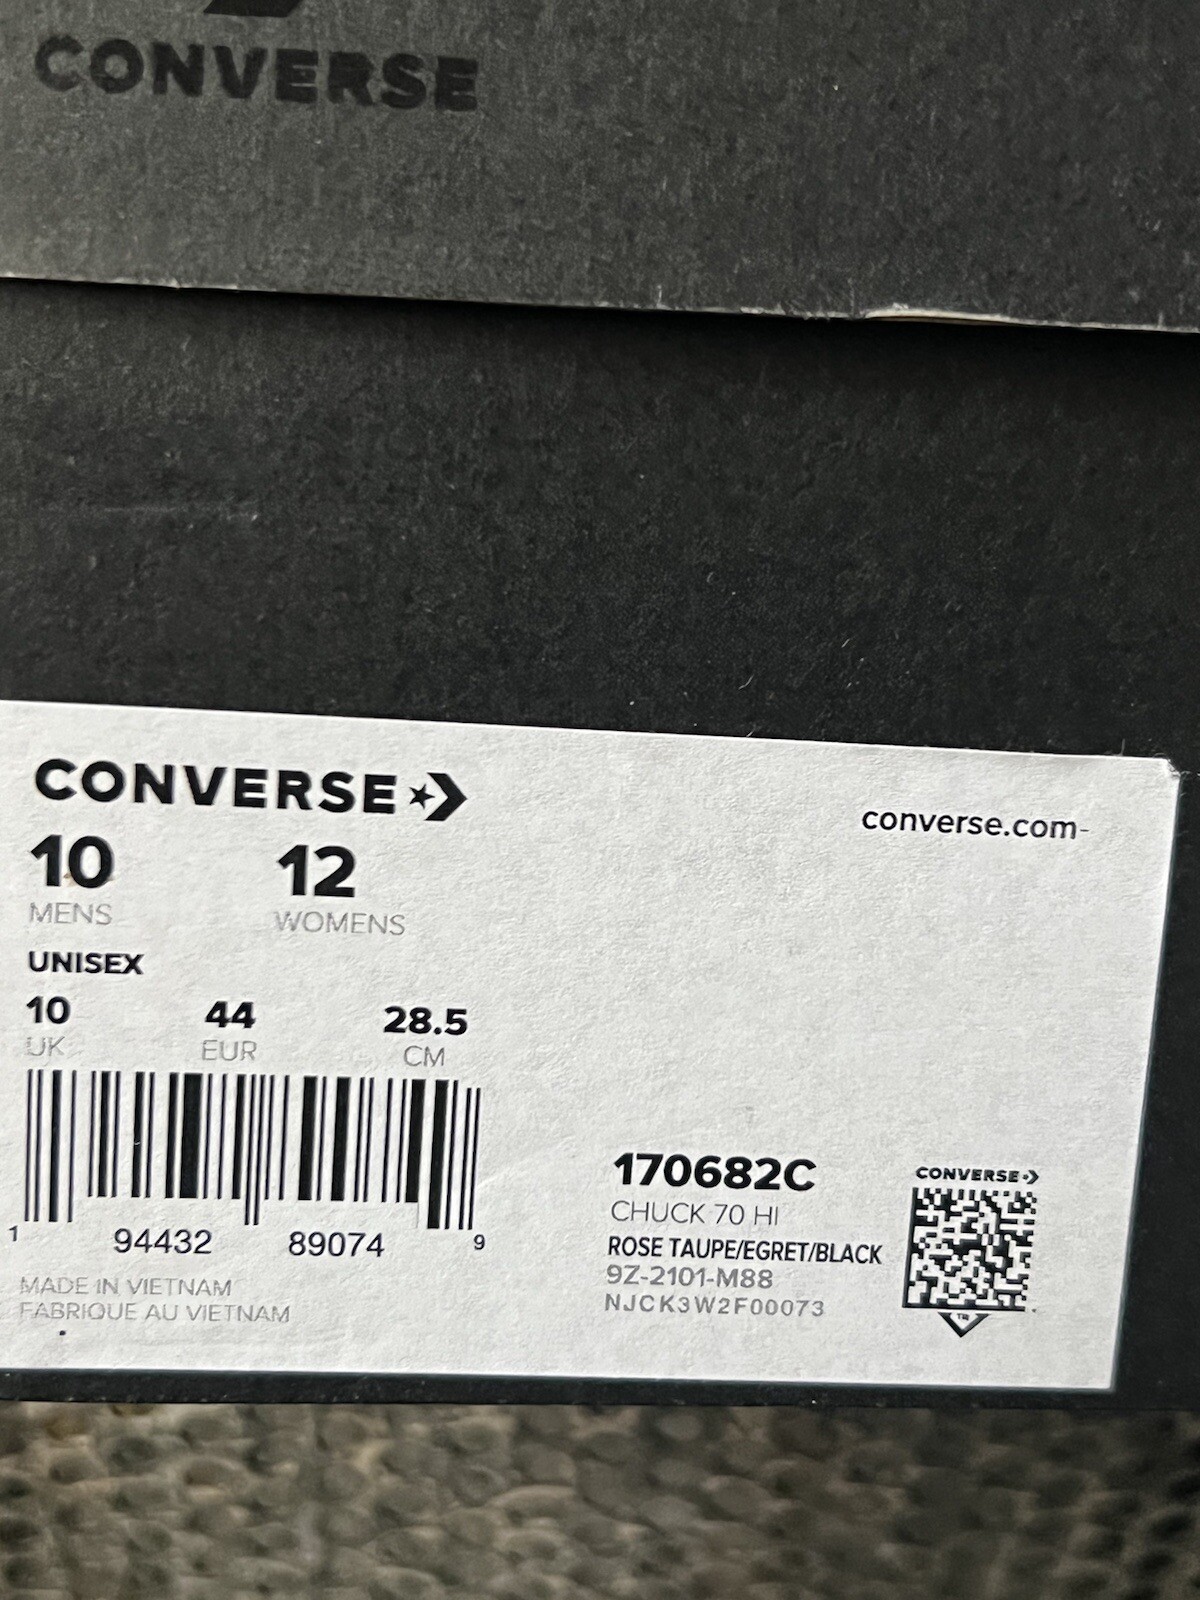 CONVERSE
CONVERSE
converse.com-
10 12
MENS WOMENS
UNISEX
10 44 28.5
UK EUR CM
1 94432 89074 9
MADE IN VIETNAM
FABRIQUE AU VIETNAM
170682C
CHUCK 70 HI
ROSE TAUPE/EGRET/BLACK
9Z-2101-M88
NJCK3W2F00073
CONVERSE
TM